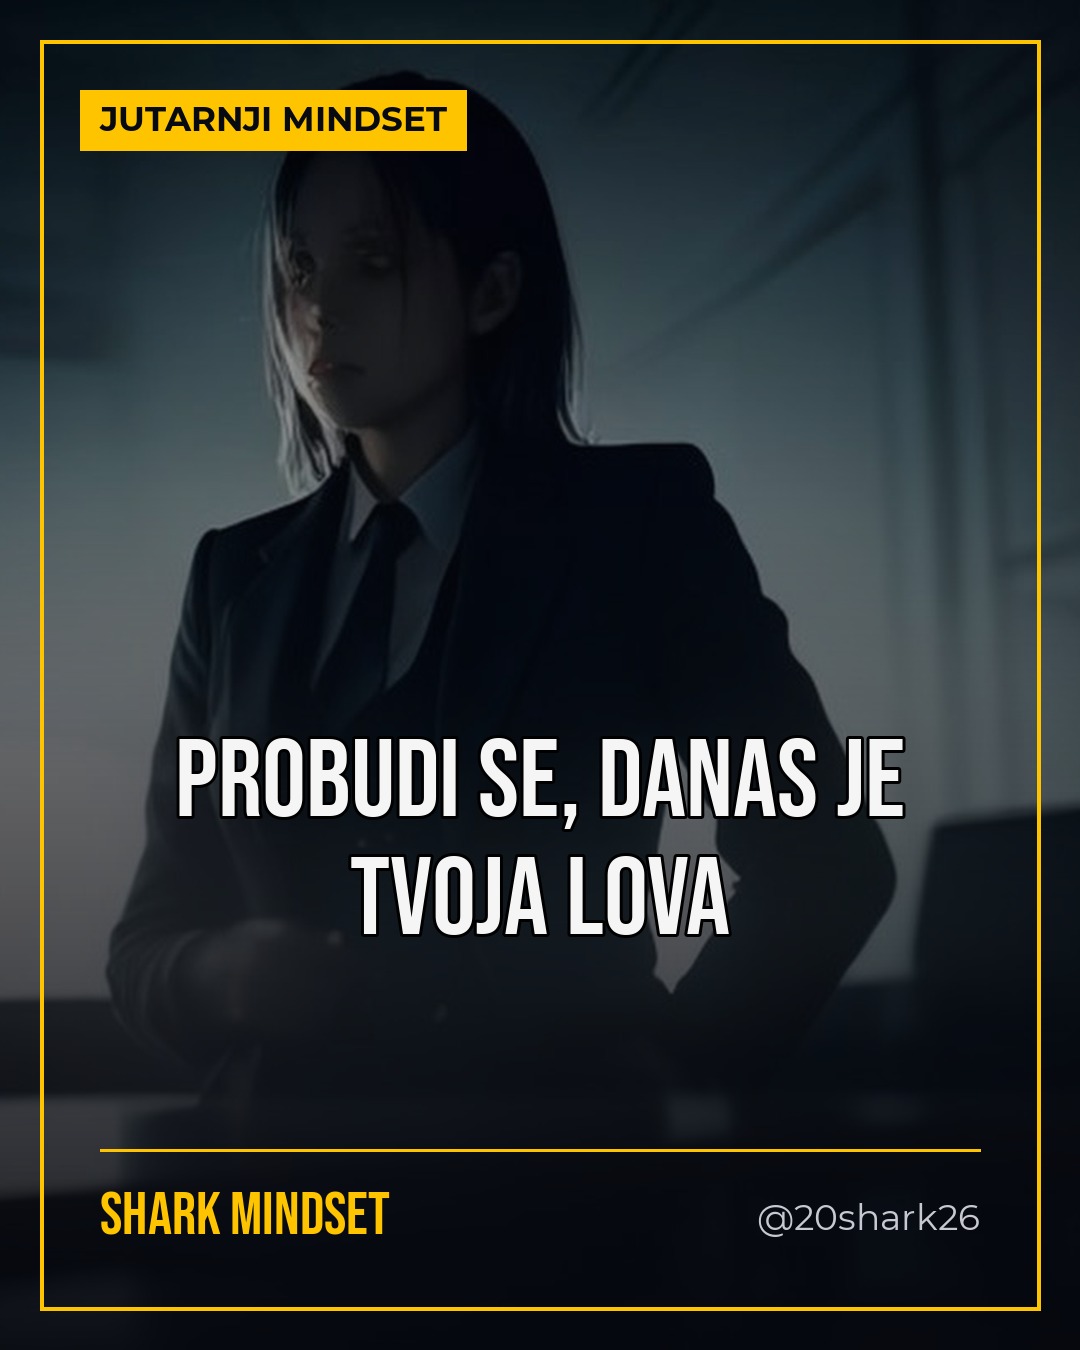 JUTARNJI MINDSET
PROBUDI SE, DANAS JE
TVOJA LOVA
SHARK MINDSET
@20shark26